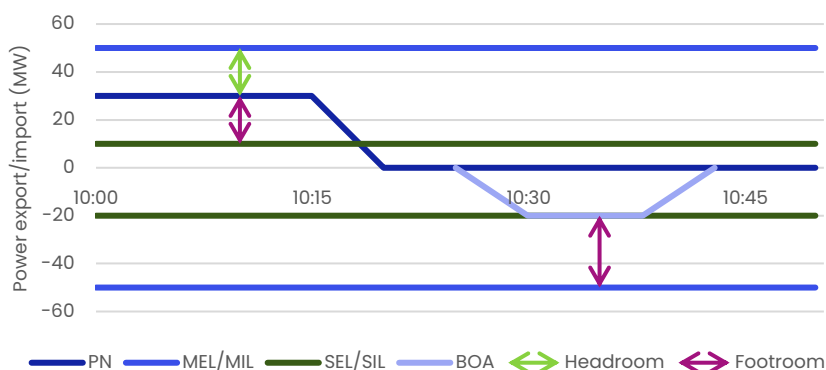 Power export/import (MW)
60
40
20
0
10:00 10:15 10:30 10:45
−20
−40
−60
PN MEL/MIL SEL/SIL BOA Headroom Footroom